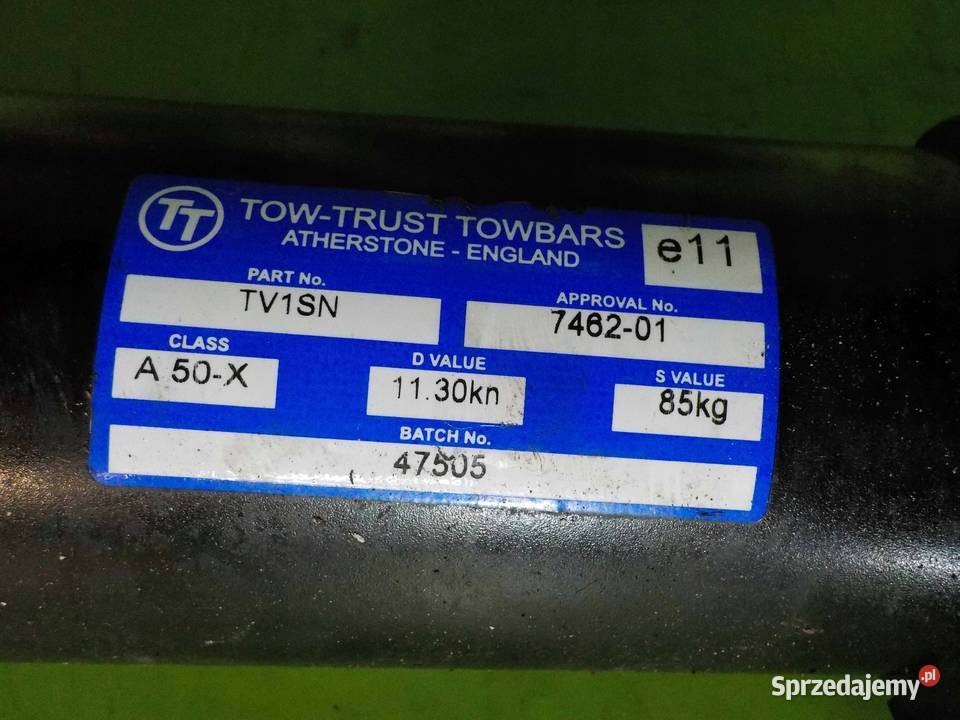 TT
TOW-TRUST TOWBARS
ATHERSTONE - ENGLAND
e11
PART No.
TV1SN
APPROVAL No.
7462-01
CLASS
A 50-X
D VALUE
11.30kn
S VALUE
85kg
BATCH No.
47505
Sprzedajemy.pl